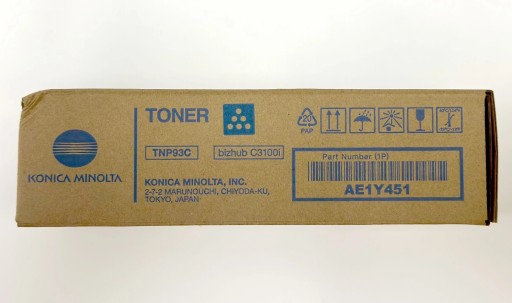 KONICA MINOLTA
TONER
TNP93C
bizhub C3100i
KONICA MINOLTA, INC.
2-7-2 MARUNOUCHI, CHIYODA-KU,
TOKYO, JAPAN
20
PAP
Part Number (1P)
AE1Y451